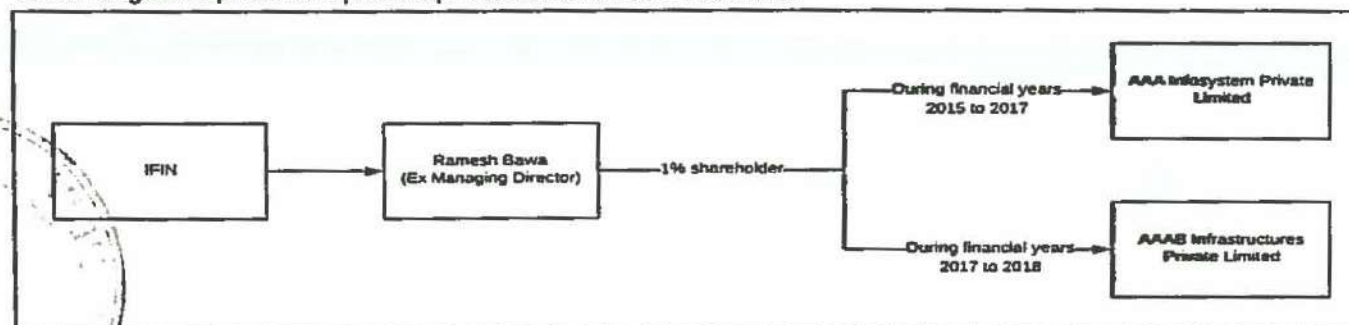 During financial years
2015 to 2017
AAA Infosystem Private
Limited
IFIN
Ramesh Bawa
(Ex Managing Director)
1% shareholder
During financial years
2017 to 2018
AAAB Infrastructures
Private Limited